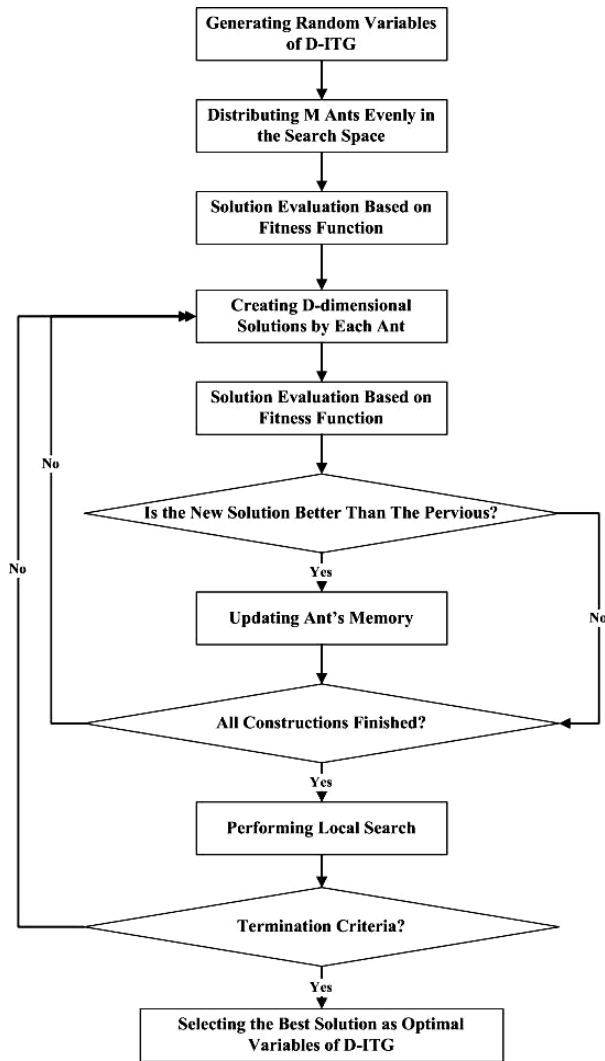 Generating Random Variables
of D-ITG
Distributing M Ants Evenly in
the Search Space
Solution Evaluation Based on
Fitness Function
Creating D-dimensional
Solutions by Each Ant
Solution Evaluation Based on
Fitness Function
No
Is the New Solution Better Than The Pervious?
No
Yes
Updating Ant's Memory
No
All Constructions Finished?
Yes
Performing Local Search
Termination Criteria?
Yes
Selecting the Best Solution as Optimal
Variables of D-ITG